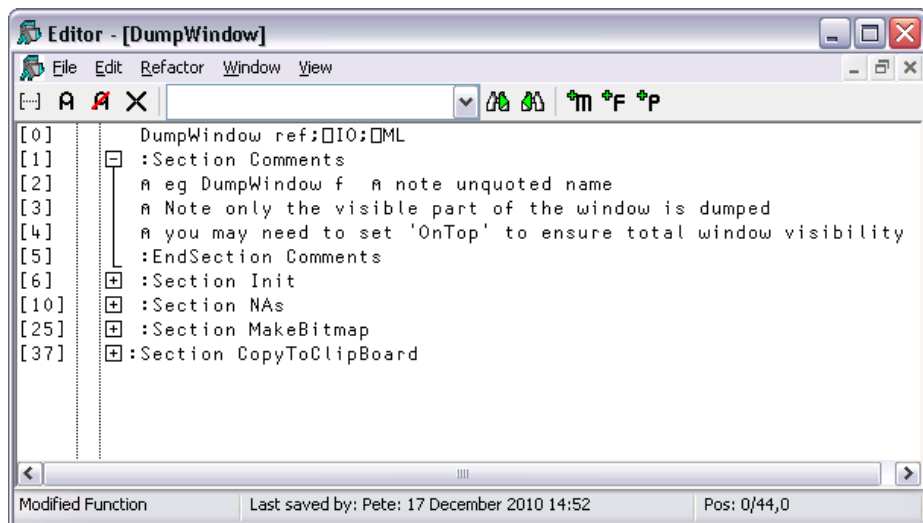 Editor - [DumpWindow]
File Edit Refactor Window View
[0] DumpWindow ref;⎕IO;⎕ML
[1] :Section Comments
[2] ⍝ eg DumpWindow f ⍝ note unquoted name
[3] ⍝ Note only the visible part of the window is dumped
[4] ⍝ you may need to set 'OnTop' to ensure total window visibility
[5] :EndSection Comments
[6] :Section Init
[10] :Section NAs
[25] :Section MakeBitmap
[37] :Section CopyToClipBoard
Modified Function Last saved by: Pete: 17 December 2010 14:52 Pos: 0/44,0